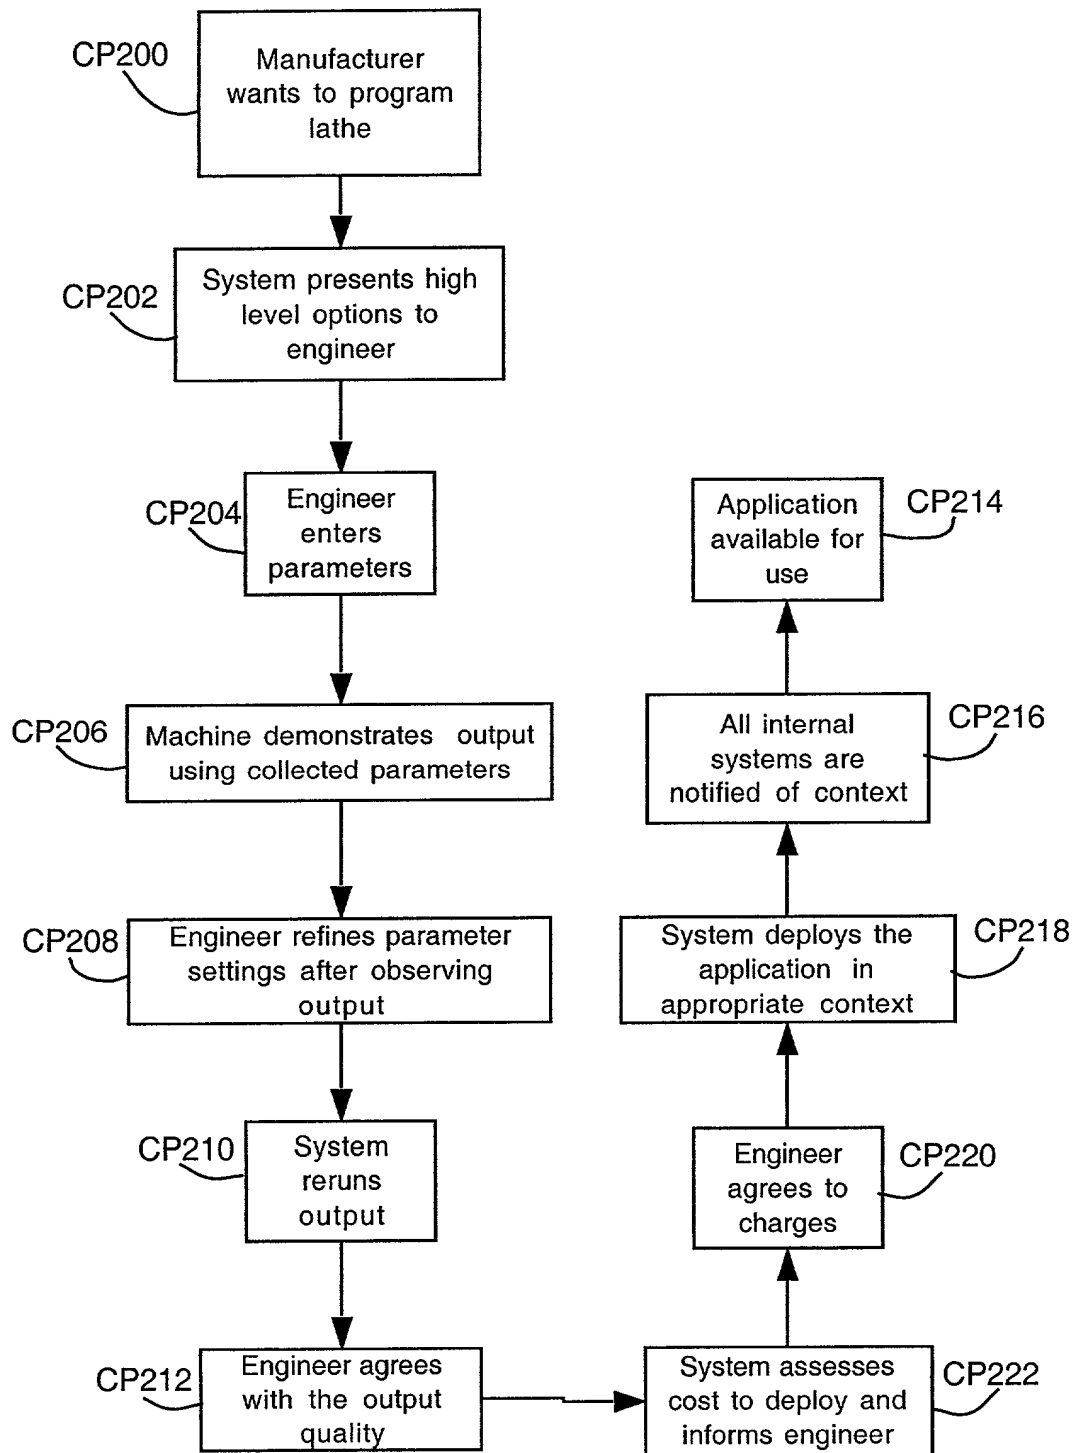 CP200
Manufacturer
wants to program
lathe
CP202
System presents high
level options to
engineer
CP204
Engineer
enters
parameters
CP206
Machine demonstrates output
using collected parameters
CP208
Engineer refines parameter
settings after observing
output
CP210
System
reruns
output
CP212
Engineer agrees
with the output
quality
System assesses
cost to deploy and
informs engineer
CP222
Engineer
agrees to
charges
CP220
System deploys the
application in
appropriate context
CP218
All internal
systems are
notified of context
CP216
Application
available for
use
CP214